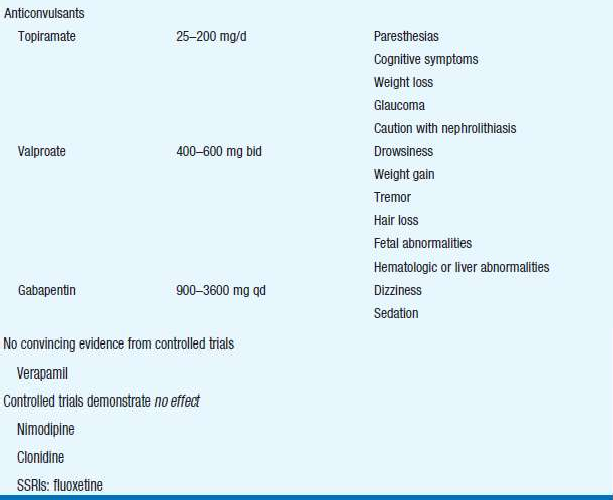 Anticonvulsants
Topiramate 25–200 mg/d Paresthesias
Cognitive symptoms
Weight loss
Glaucoma
Caution with nephrolithiasis
Valproate 400–600 mg bid Drowsiness
Weight gain
Tremor
Hair loss
Fetal abnormalities
Hematologic or liver abnormalities
Gabapentin 900–3600 mg qd Dizziness
Sedation
No convincing evidence from controlled trials
Verapamil
Controlled trials demonstrate no effect
Nimodipine
Clonidine
SSRIs: fluoxetine